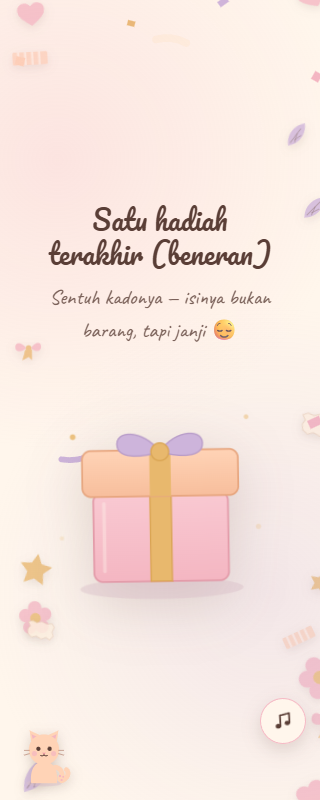 Satu hadiah
terakhir (beneran)
Sentuh kadonya — isinya bukan
barang, tapi janji 😌